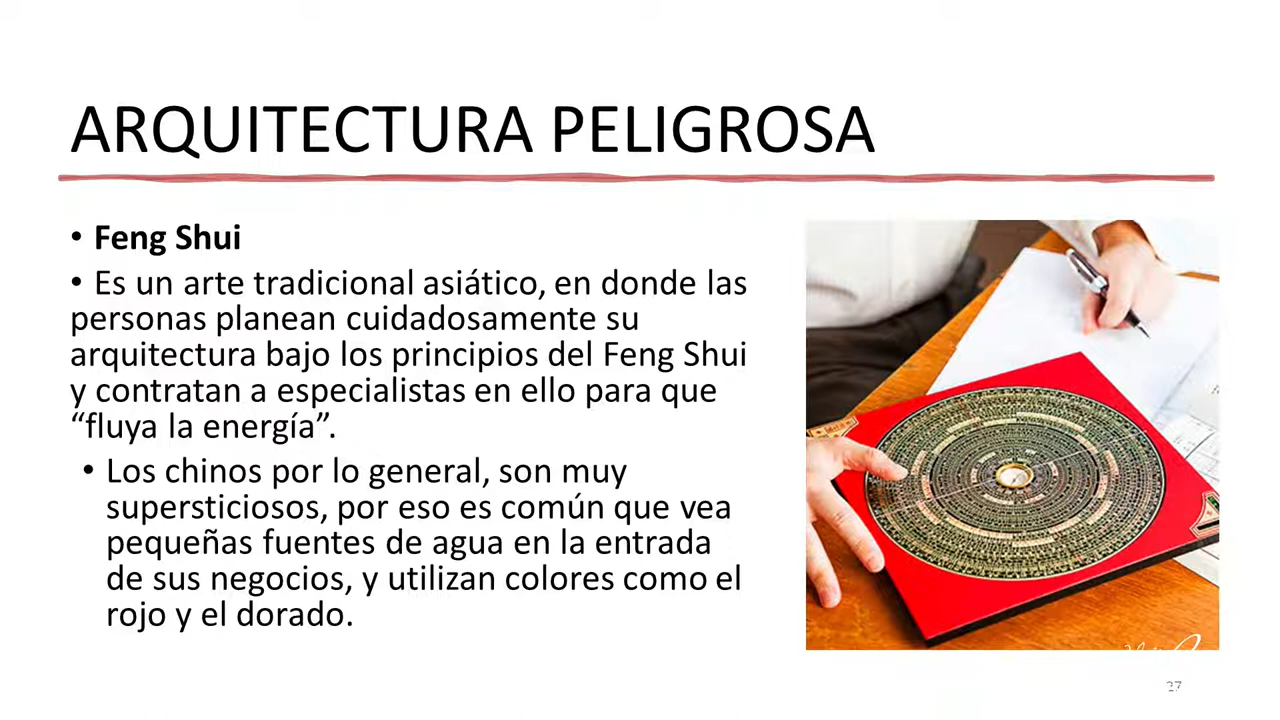 ARQUITECTURA PELIGROSA
• Feng Shui
• Es un arte tradicional asiático, en donde las
personas planean cuidadosamente su
arquitectura bajo los principios del Feng Shui
y contratan a especialistas en ello para que
“fluya la energía”.
• Los chinos por lo general, son muy
supersticiosos, por eso es común que vea
pequeñas fuentes de agua en la entrada
de sus negocios, y utilizan colores como el
rojo y el dorado.
27